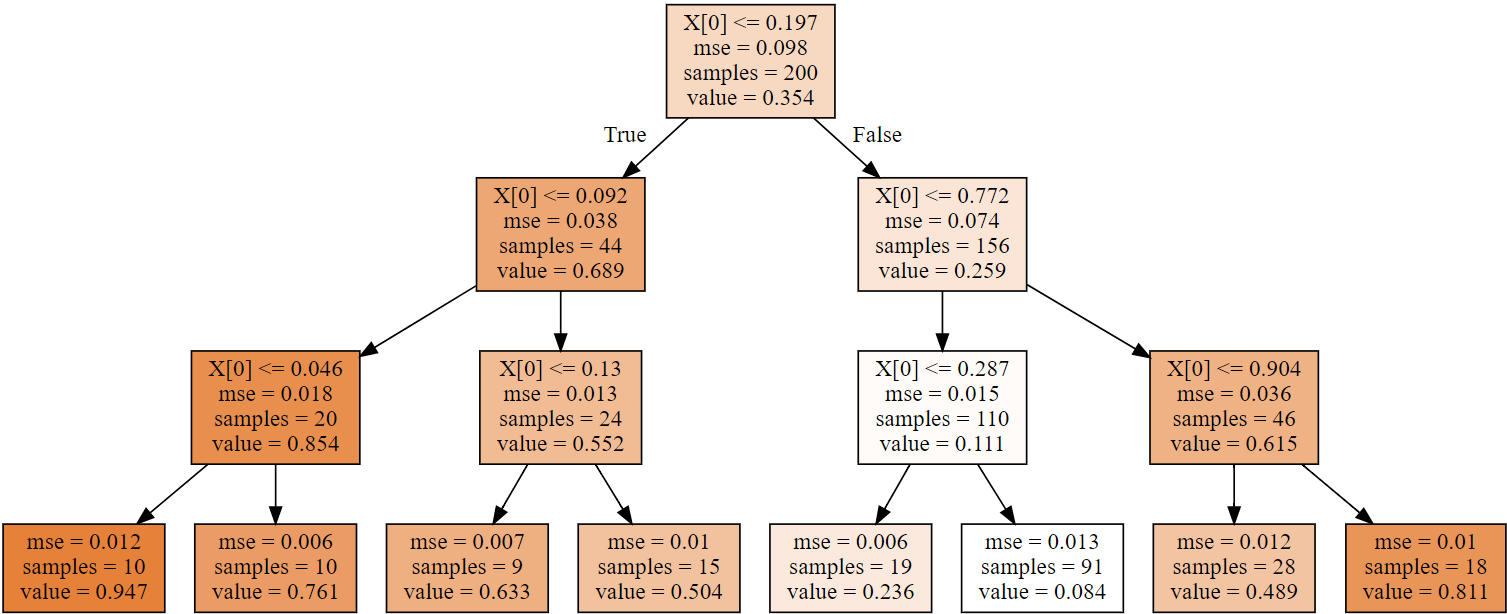 X[0] <= 0.197
mse = 0.098
samples = 200
value = 0.354
True
False
X[0] <= 0.092
mse = 0.038
samples = 44
value = 0.689
X[0] <= 0.772
mse = 0.074
samples = 156
value = 0.259
X[0] <= 0.046
mse = 0.018
samples = 20
value = 0.854
X[0] <= 0.13
mse = 0.013
samples = 24
value = 0.552
X[0] <= 0.287
mse = 0.015
samples = 110
value = 0.111
X[0] <= 0.904
mse = 0.036
samples = 46
value = 0.615
mse = 0.012
samples = 10
value = 0.947
mse = 0.006
samples = 10
value = 0.761
mse = 0.007
samples = 9
value = 0.633
mse = 0.01
samples = 15
value = 0.504
mse = 0.006
samples = 19
value = 0.236
mse = 0.013
samples = 91
value = 0.084
mse = 0.012
samples = 28
value = 0.489
mse = 0.01
samples = 18
value = 0.811